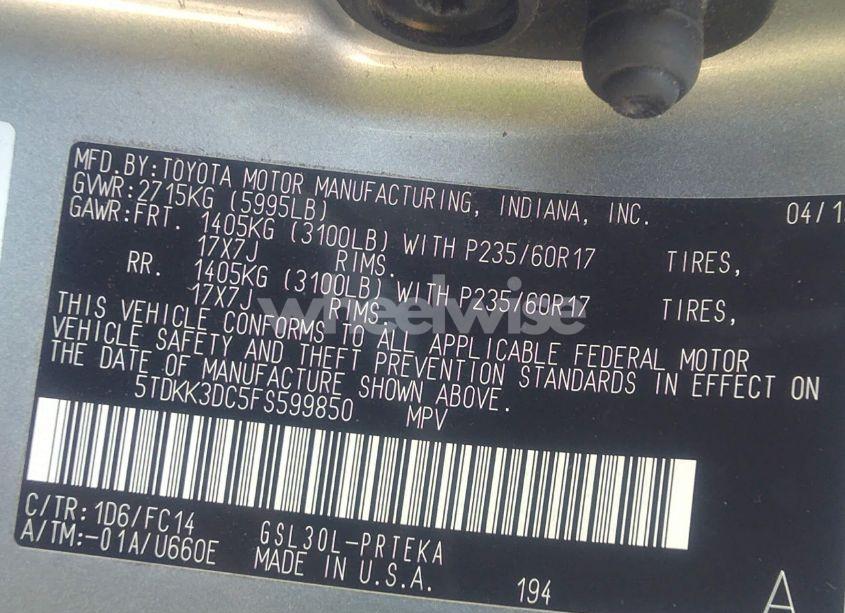 MFD.BY:TOYOTA MOTOR MANUFACTURING, INDIANA, INC. 04/1
GVWR:2715KG (5995LB)
GAWR:FRT. 1405KG (3100LB) WITH P235/60R17 TIRES,
17X7J RIMS.
RR. 1405KG (3100LB) WITH P235/60R17 TIRES,
17X7J RIMS.
wheelwise
THIS VEHICLE CONFORMS TO ALL APPLICABLE FEDERAL MOTOR
VEHICLE SAFETY AND THEFT PREVENTION STANDARDS IN EFFECT ON
THE DATE OF MANUFACTURE SHOWN ABOVE.
5TDKK3DC5FS599850 MPV
C/TR:1D6/FC14
A/TM:-01A/U660E
GSL30L-PRTEKA
MADE IN U.S.A. 194 A